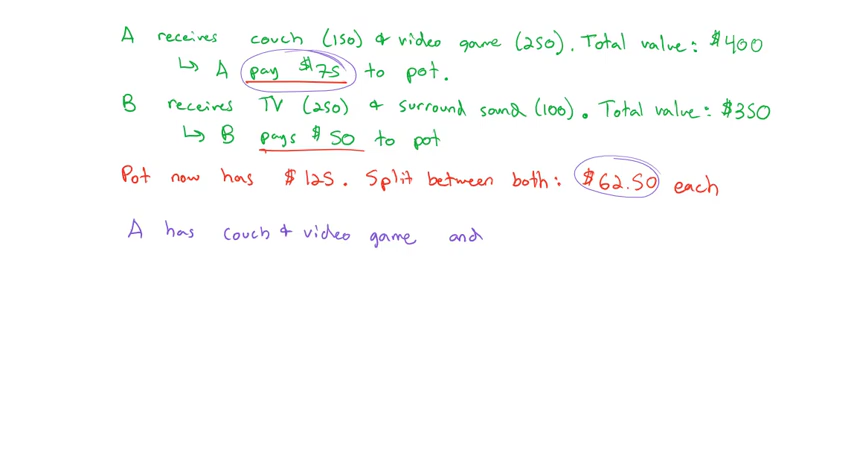 A receives couch (150) & video game (250). Total value: $400
↳ A pay $75 to pot.
B receives TV (250) & surround sound (100). Total value: $350
↳ B pays $50 to pot
Pot now has $125. Split between both: $62.50 each
A has couch & video game and